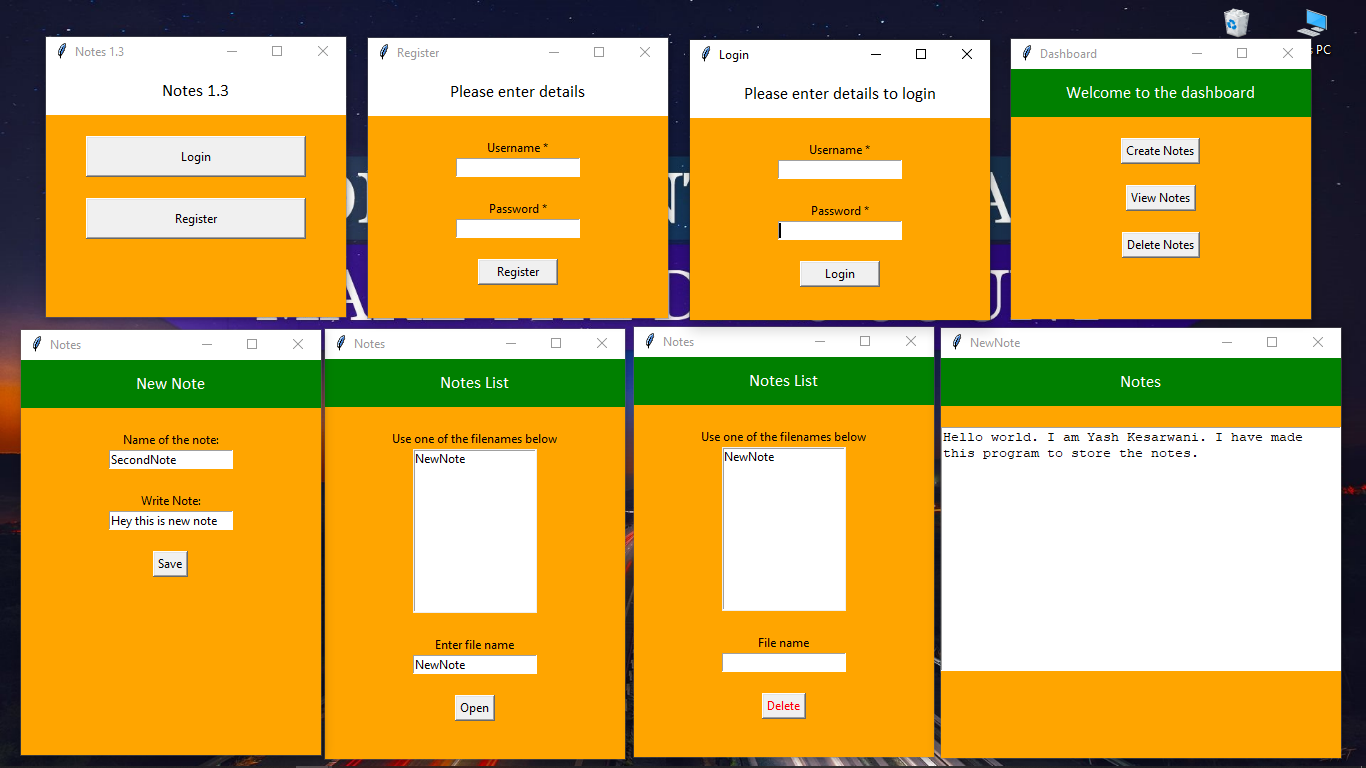 Notes 1.3
Notes 1.3
Login
Register
Register
Please enter details
Username *
Password *
Register
Login
Please enter details to login
Username *
Password *
Login
Dashboard
Welcome to the dashboard
Create Notes
View Notes
Delete Notes
PC
Notes
New Note
Name of the note:
SecondNote
Write Note:
Hey this is new note
Save
Notes
Notes List
Use one of the filenames below
NewNote
Enter file name
NewNote
Open
Notes
Notes List
Use one of the filenames below
NewNote
File name
Delete
NewNote
Notes
Hello world. I am Yash Kesarwani. I have made
this program to store the notes.